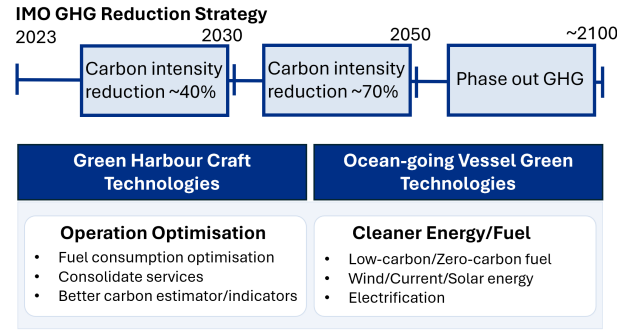 IMO GHG Reduction Strategy
2023 2030 2050 ~2100
Carbon intensity
reduction ~40%
Carbon intensity
reduction ~70%
Phase out GHG
Green Harbour Craft
Technologies
Ocean-going Vessel Green
Technologies
Operation Optimisation
• Fuel consumption optimisation
• Consolidate services
• Better carbon estimator/indicators
Cleaner Energy/Fuel
• Low-carbon/Zero-carbon fuel
• Wind/Current/Solar energy
• Electrification